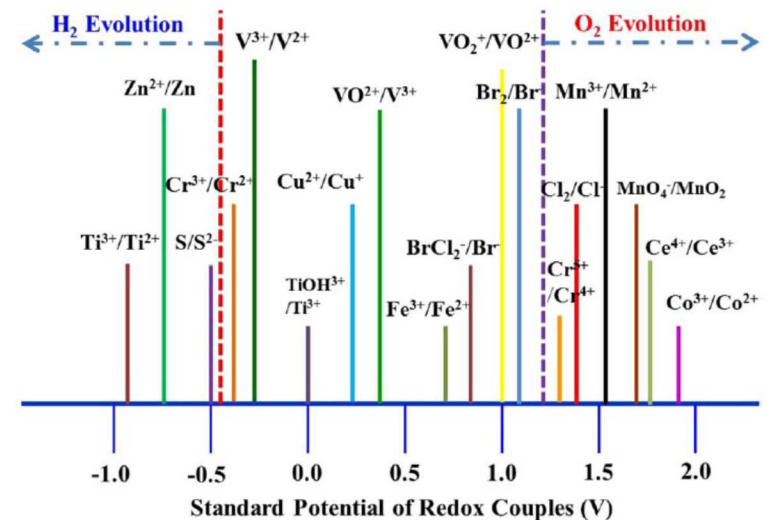 H₂ Evolution
O₂ Evolution
V³⁺/V²⁺
VO₂⁺/VO²⁺
Zn²⁺/Zn
VO²⁺/V³⁺
Br₂/Br⁻
Mn³⁺/Mn²⁺
Cr³⁺/Cr²⁺
Cu²⁺/Cu⁺
Cl₂/Cl⁻
MnO₄⁻/MnO₂
Ti³⁺/Ti²⁺
S/S²⁻
BrCl₂⁻/Br⁻
Ce⁴⁺/Ce³⁺
TiOH³⁺
/Ti³⁺
Fe³⁺/Fe²⁺
Cr⁵⁺
/Cr⁴⁺
Co³⁺/Co²⁺
-1.0 -0.5 0.0 0.5 1.0 1.5 2.0
Standard Potential of Redox Couples (V)